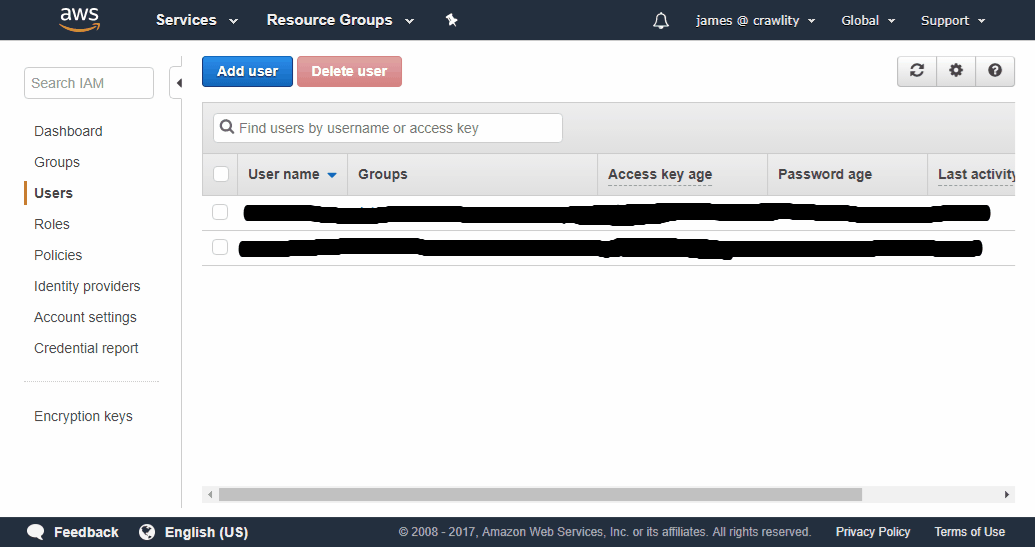 aws Services Resource Groups james @ crawlity Global Support
Search IAM
Dashboard
Groups
Users
Roles
Policies
Identity providers
Account settings
Credential report
Encryption keys
Add user Delete user
Find users by username or access key
User name Groups Access key age Password age Last activity
Feedback English (US) © 2008 - 2017, Amazon Web Services, Inc. or its affiliates. All rights reserved. Privacy Policy Terms of Use